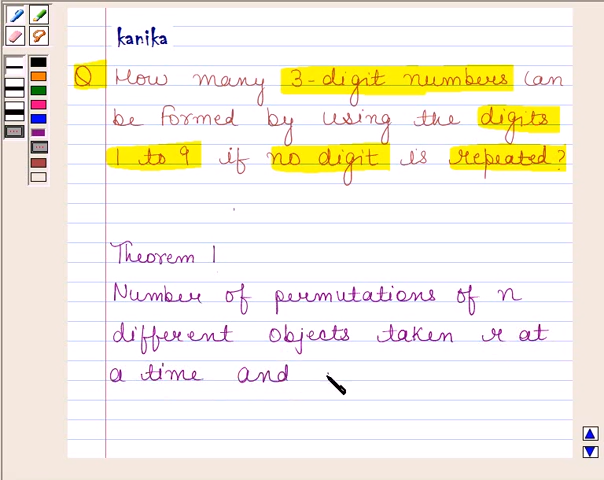 kanika
Q How many 3-digit numbers can
be formed by using the digits
1 to 9 if no digit is repeated?
Theorem 1
Number of permutations of n
different objects taken r at
a time and